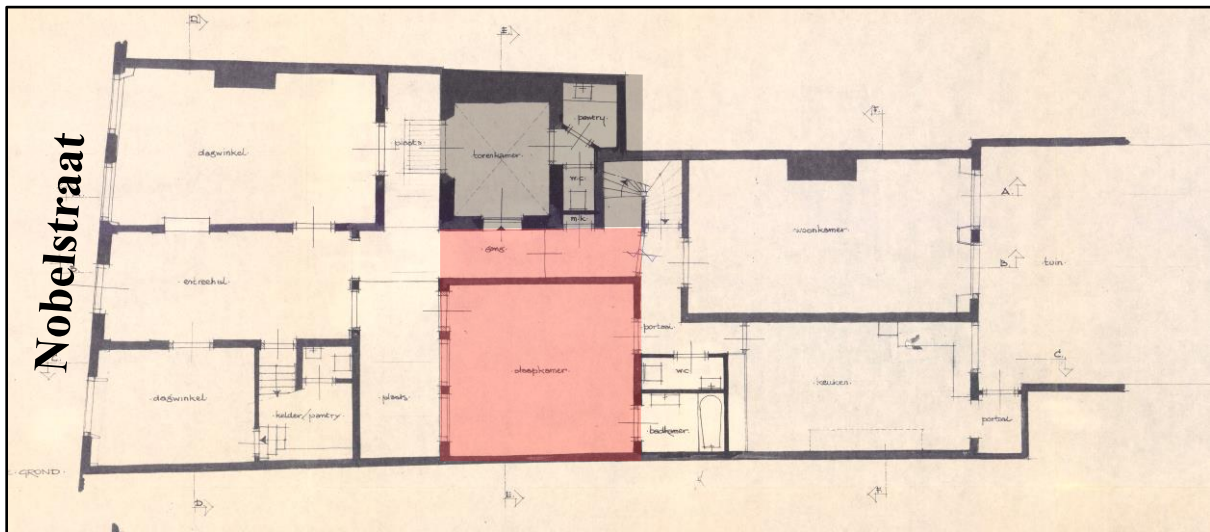 D
E
Nobelstraat
dagwinkel
plaats
torenkamer
pantry
w.c.
m.k.
F
woonkamer
A.
B.
tuin
gang
entreehal
portaal
slaapkamer
C.
dagwinkel
kelder/pantry
plaats
w.c.
badkamer
keuken
portaal
GROND.
D
E
F